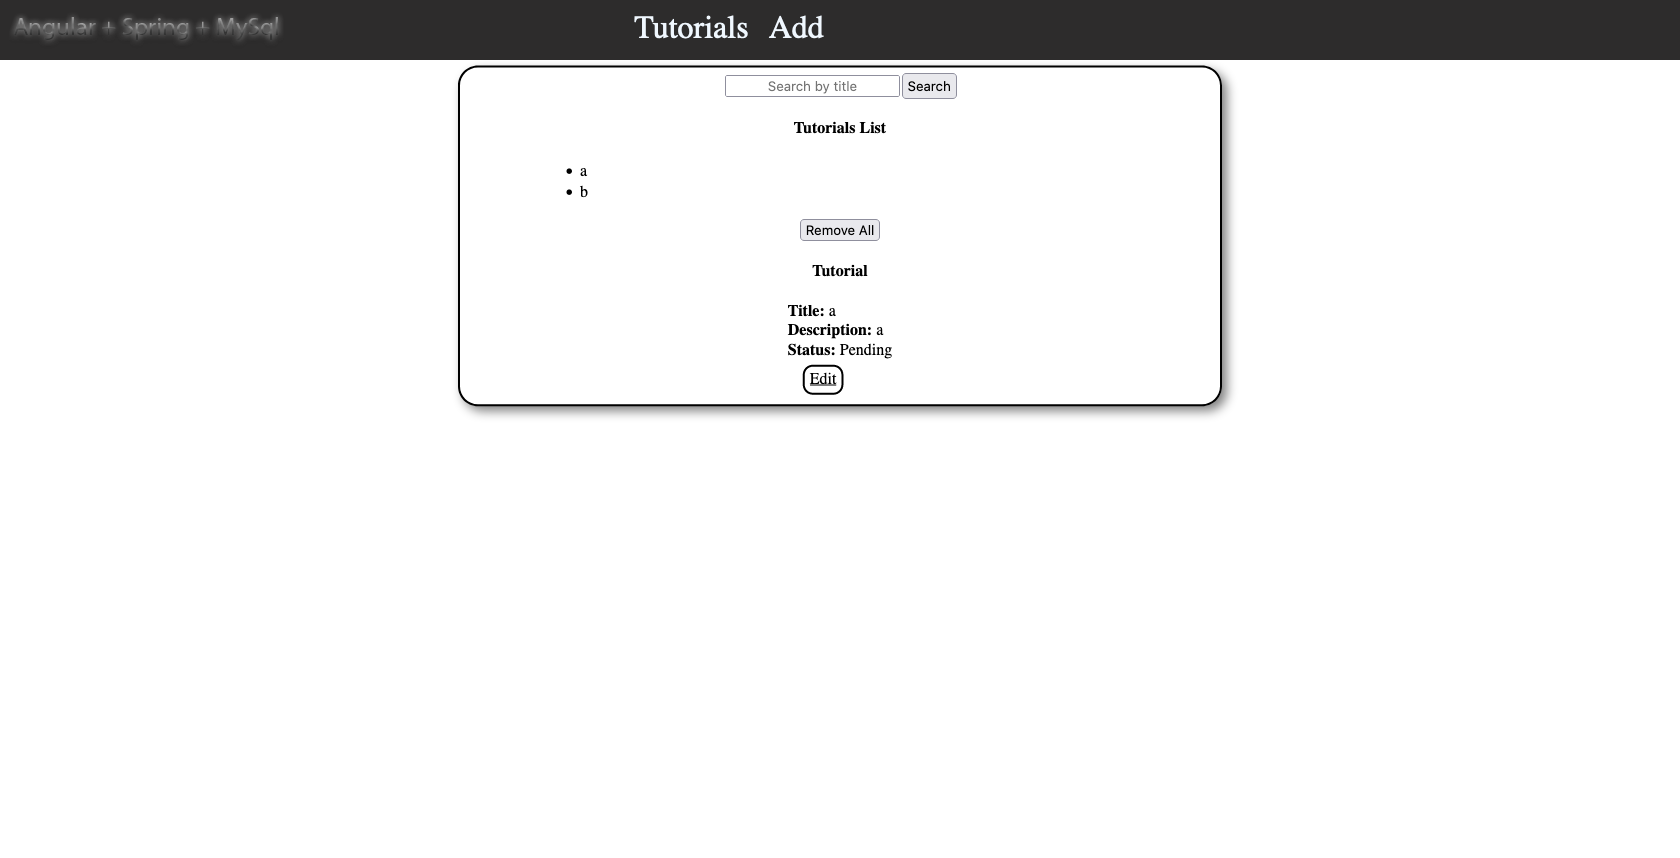 Angular + Spring + MySql
Tutorials Add
Search by title Search
Tutorials List
a
b
Remove All
Tutorial
Title: a
Description: a
Status: Pending
Edit